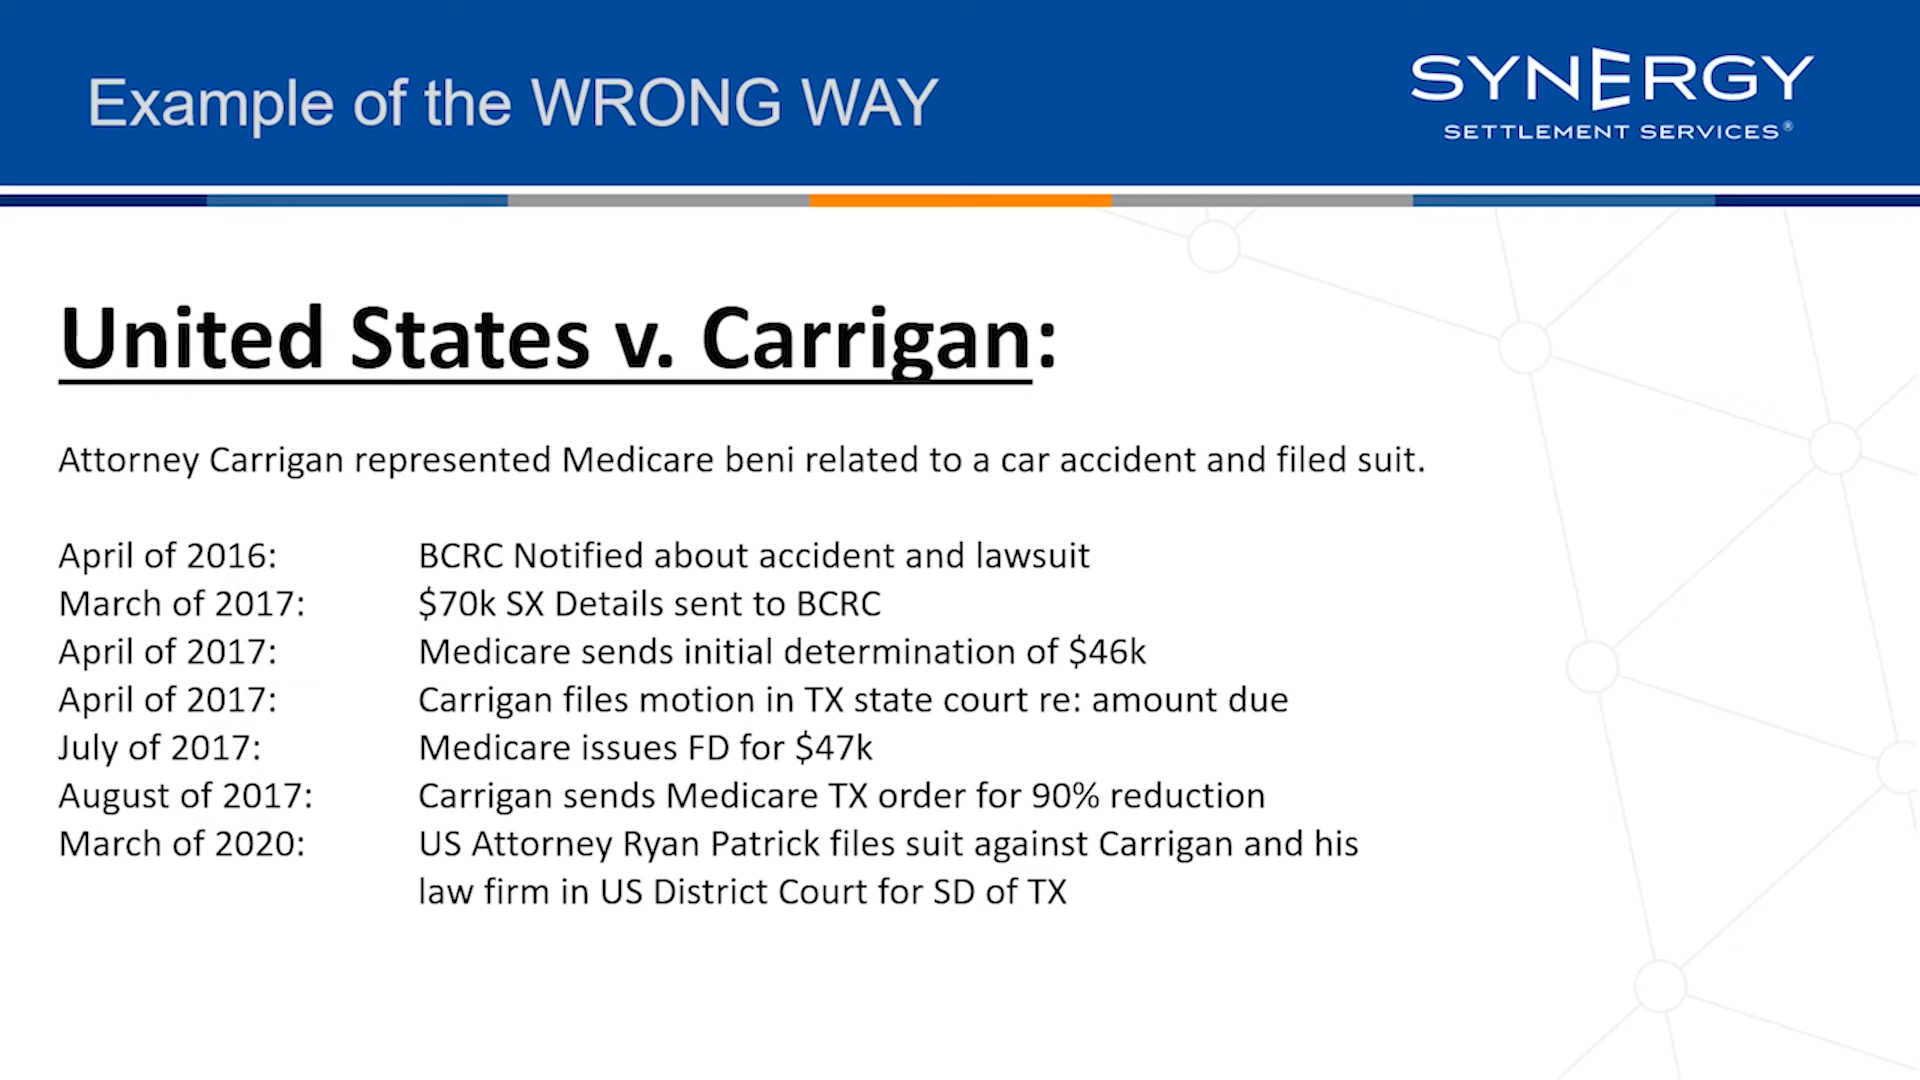 Example of the WRONG WAY
SYNERGY
SETTLEMENT SERVICES®
United States v. Carrigan:
Attorney Carrigan represented Medicare beni related to a car accident and filed suit.
April of 2016: BCRC Notified about accident and lawsuit
March of 2017: $70k SX Details sent to BCRC
April of 2017: Medicare sends initial determination of $46k
April of 2017: Carrigan files motion in TX state court re: amount due
July of 2017: Medicare issues FD for $47k
August of 2017: Carrigan sends Medicare TX order for 90% reduction
March of 2020: US Attorney Ryan Patrick files suit against Carrigan and his
law firm in US District Court for SD of TX